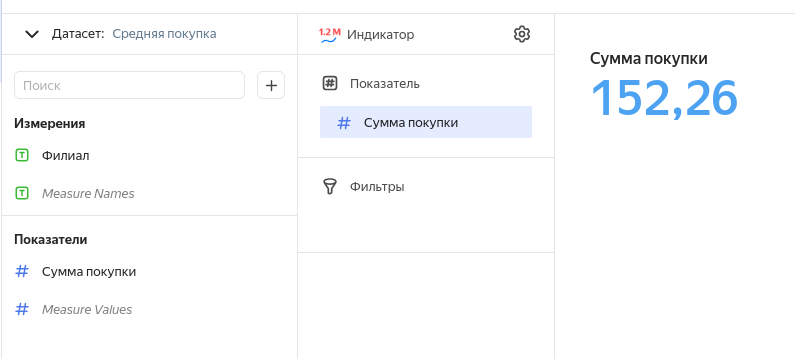 Датасет: Средняя покупка
Поиск
Измерения
Филиал
Measure Names
Показатели
Сумма покупки
Measure Values
1.2 M Индикатор
Показатель
Сумма покупки
Фильтры
Сумма покупки
152,26